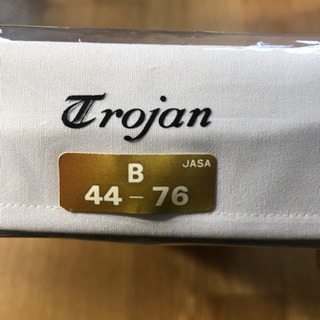 Trojan
B
JASA
44 – 76